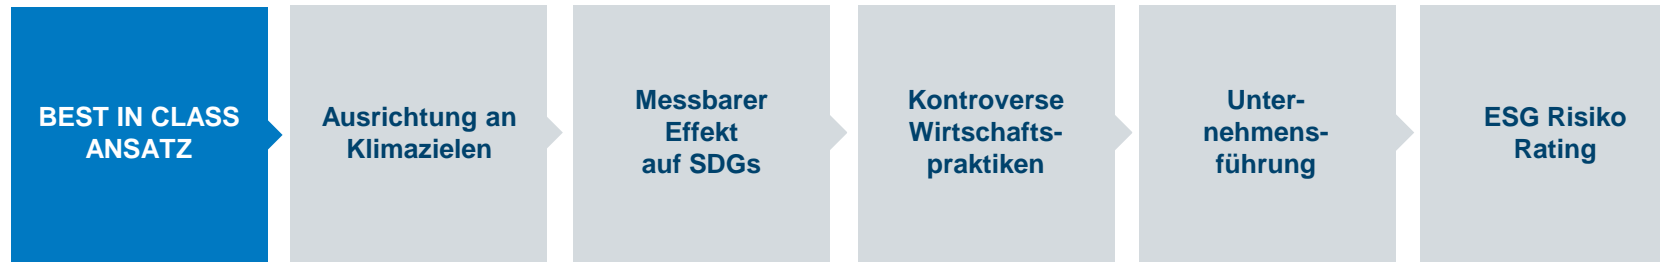 BEST IN CLASS
ANSATZ
Ausrichtung an
Klimazielen
Messbarer
Effekt
auf SDGs
Kontroverse
Wirtschafts-
praktiken
Unter-
nehmens-
führung
ESG Risiko
Rating